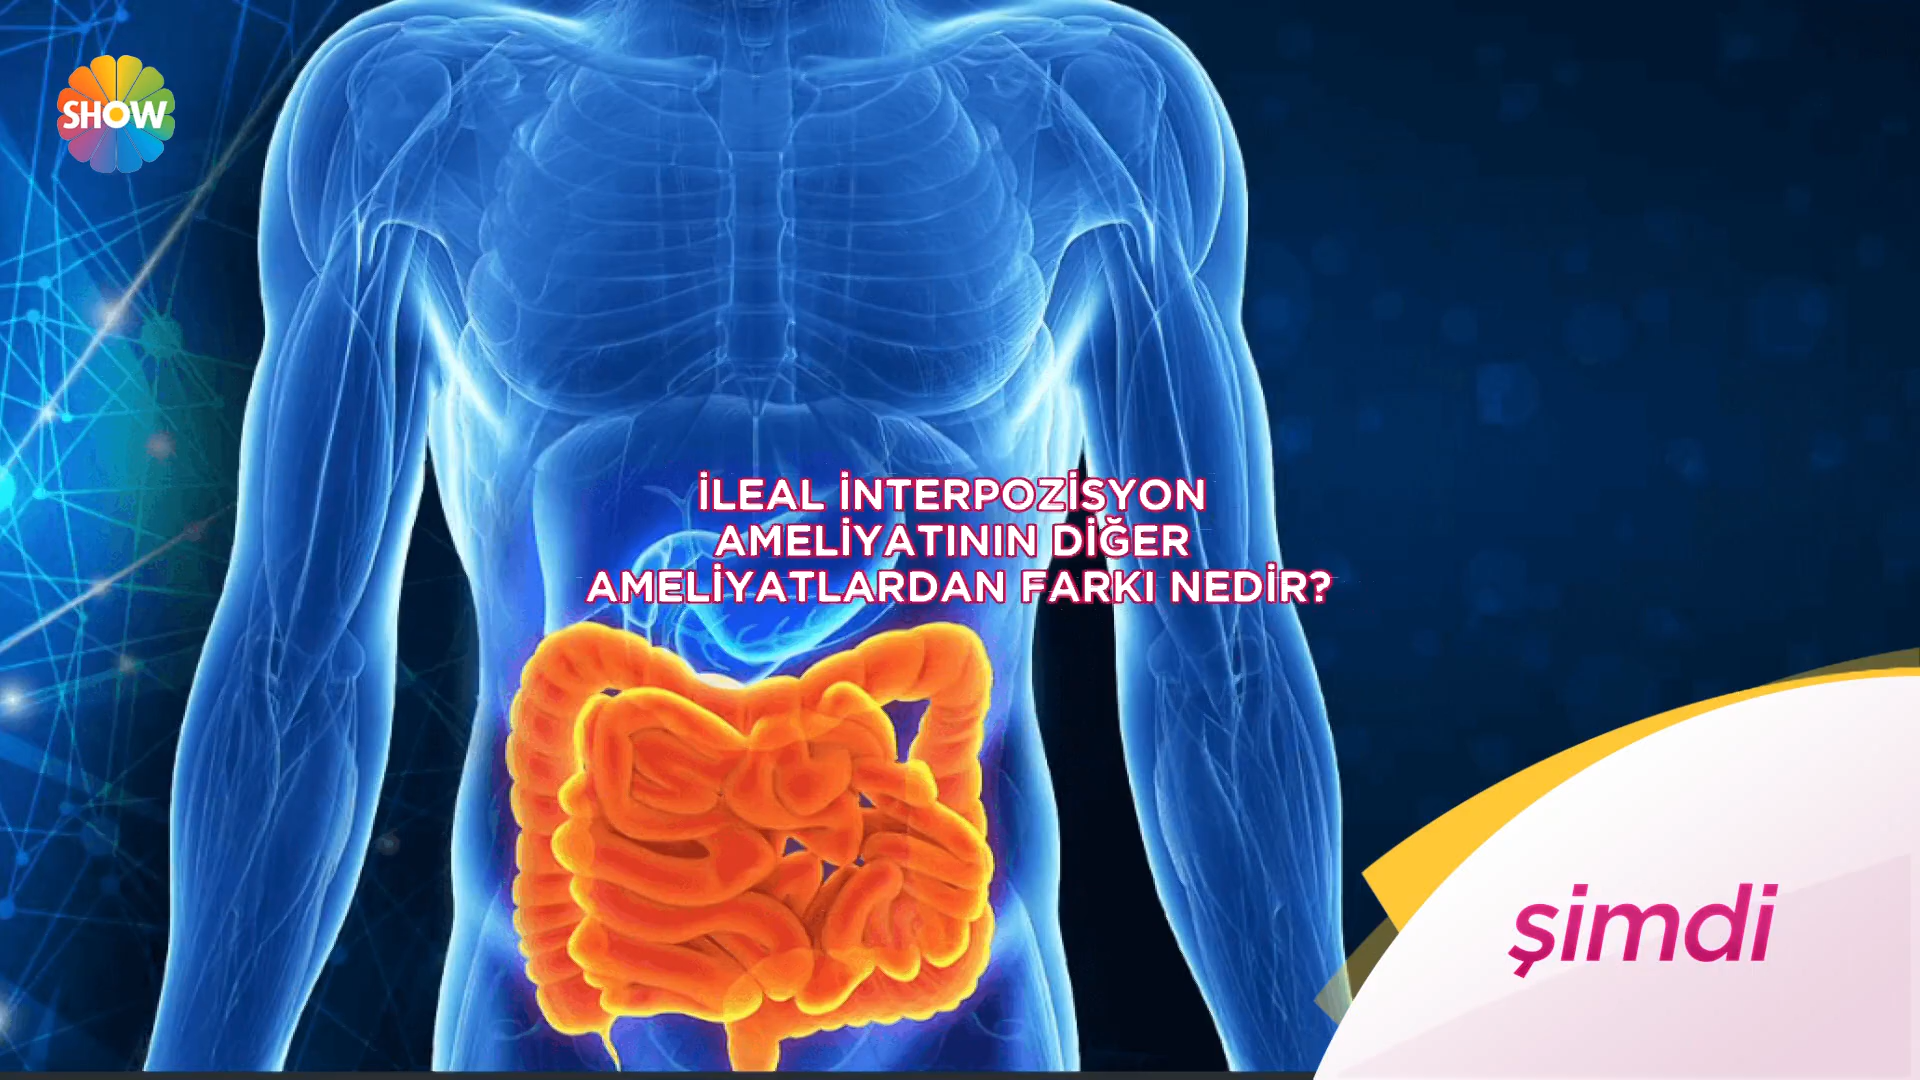 SHOW
İLEAL İNTERPOZİSYON
AMELİYATININ DİĞER
AMELİYATLARDAN FARKI NEDİR?
şimdi